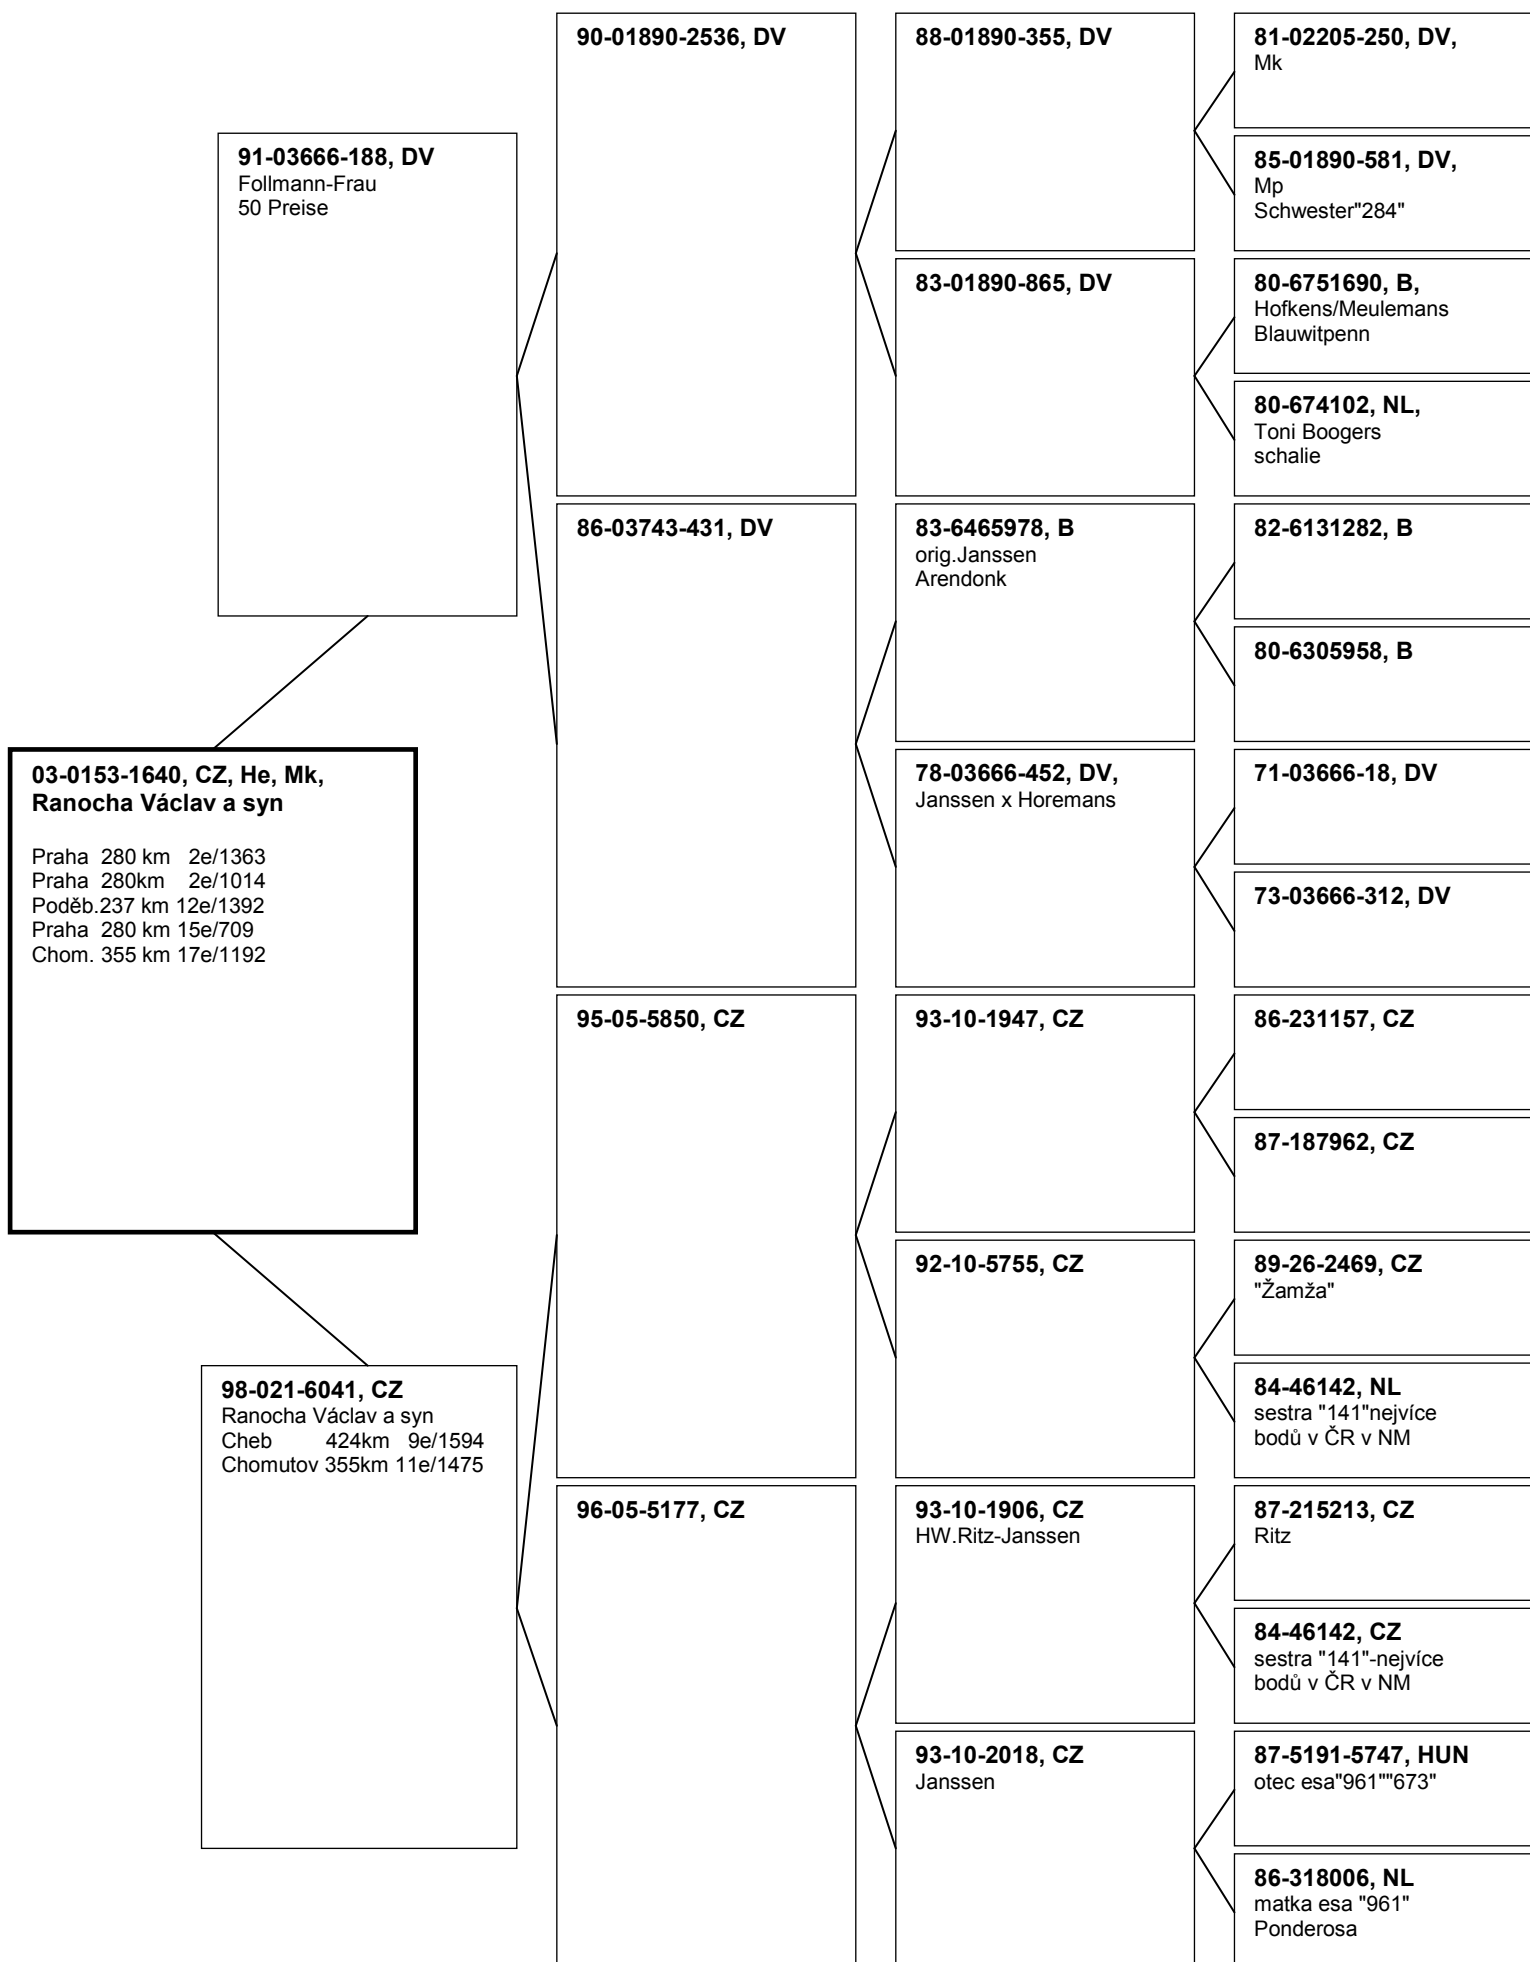 90-01890-2536, DV
88-01890-355, DV
81-02205-250, DV,
Mk
91-03666-188, DV
Follmann-Frau
50 Preise
85-01890-581, DV,
Mp
Schwester"284"
83-01890-865, DV
80-6751690, B,
Hofkens/Meulemans
Blauwitpenn
80-674102, NL,
Toni Boogers
schalie
86-03743-431, DV
83-6465978, B
orig.Janssen
Arendonk
82-6131282, B
80-6305958, B
03-0153-1640, CZ, He, Mk,
Ranocha Václav a syn
Praha 280 km 2e/1363
Praha 280km 2e/1014
Poděb.237 km 12e/1392
Praha 280 km 15e/709
Chom. 355 km 17e/1192
78-03666-452, DV,
Janssen x Horemans
71-03666-18, DV
73-03666-312, DV
95-05-5850, CZ
93-10-1947, CZ
86-231157, CZ
87-187962, CZ
92-10-5755, CZ
89-26-2469, CZ
"Žamža"
98-021-6041, CZ
Ranocha Václav a syn
Cheb 424km 9e/1594
Chomutov 355km 11e/1475
84-46142, NL
sestra "141"nejvíce
bodů v ČR v NM
96-05-5177, CZ
93-10-1906, CZ
HW.Ritz-Janssen
87-215213, CZ
Ritz
84-46142, CZ
sestra "141"-nejvíce
bodů v ČR v NM
93-10-2018, CZ
Janssen
87-5191-5747, HUN
otec esa"961""673"
86-318006, NL
matka esa "961"
Ponderosa